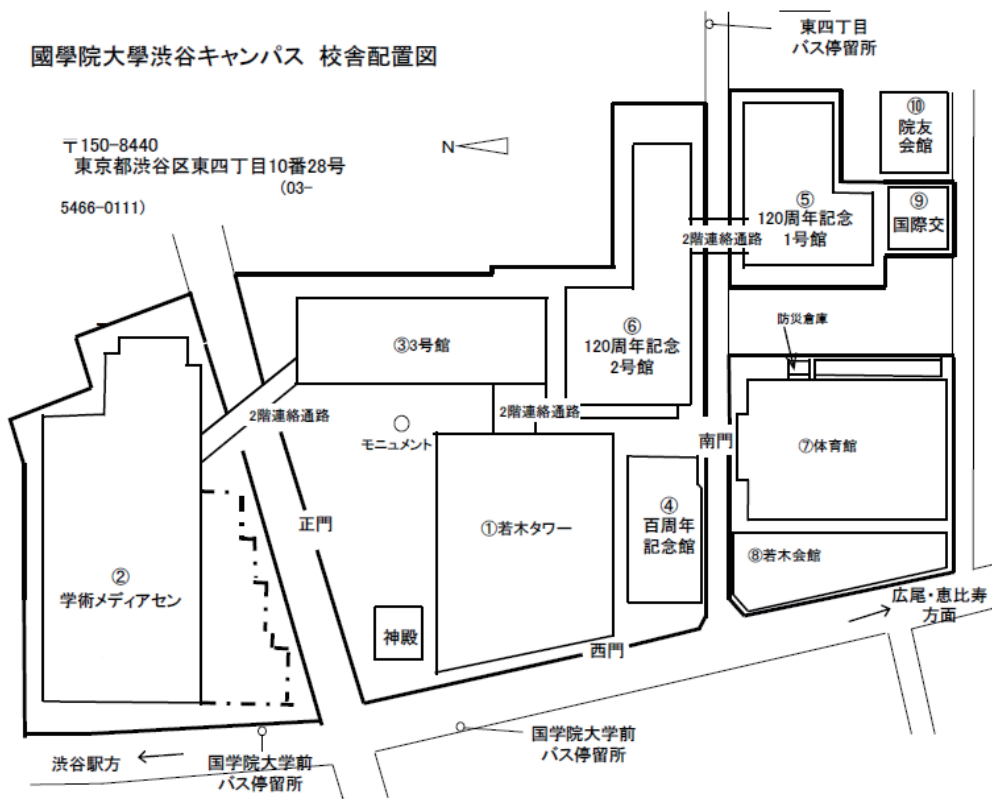 東四丁目
バス停留所
國學院大學渋谷キャンパス 校舎配置図
〒150-8440
東京都渋谷区東四丁目10番28号
(03-
5466-0111)
N
⑩
院友
会館
⑨
国際交
⑤
120周年記念
1号館
2階連絡通路
防災倉庫
⑥
120周年記念
2号館
③3号館
2階連絡通路
2階連絡通路
モニュメント
南門
⑦体育館
正門
①若木タワー
④
百周年
記念館
⑧若木会館
②
学術メディアセン
神殿
西門
広尾・恵比寿
方面
国学院大学前
バス停留所
渋谷駅方
国学院大学前
バス停留所